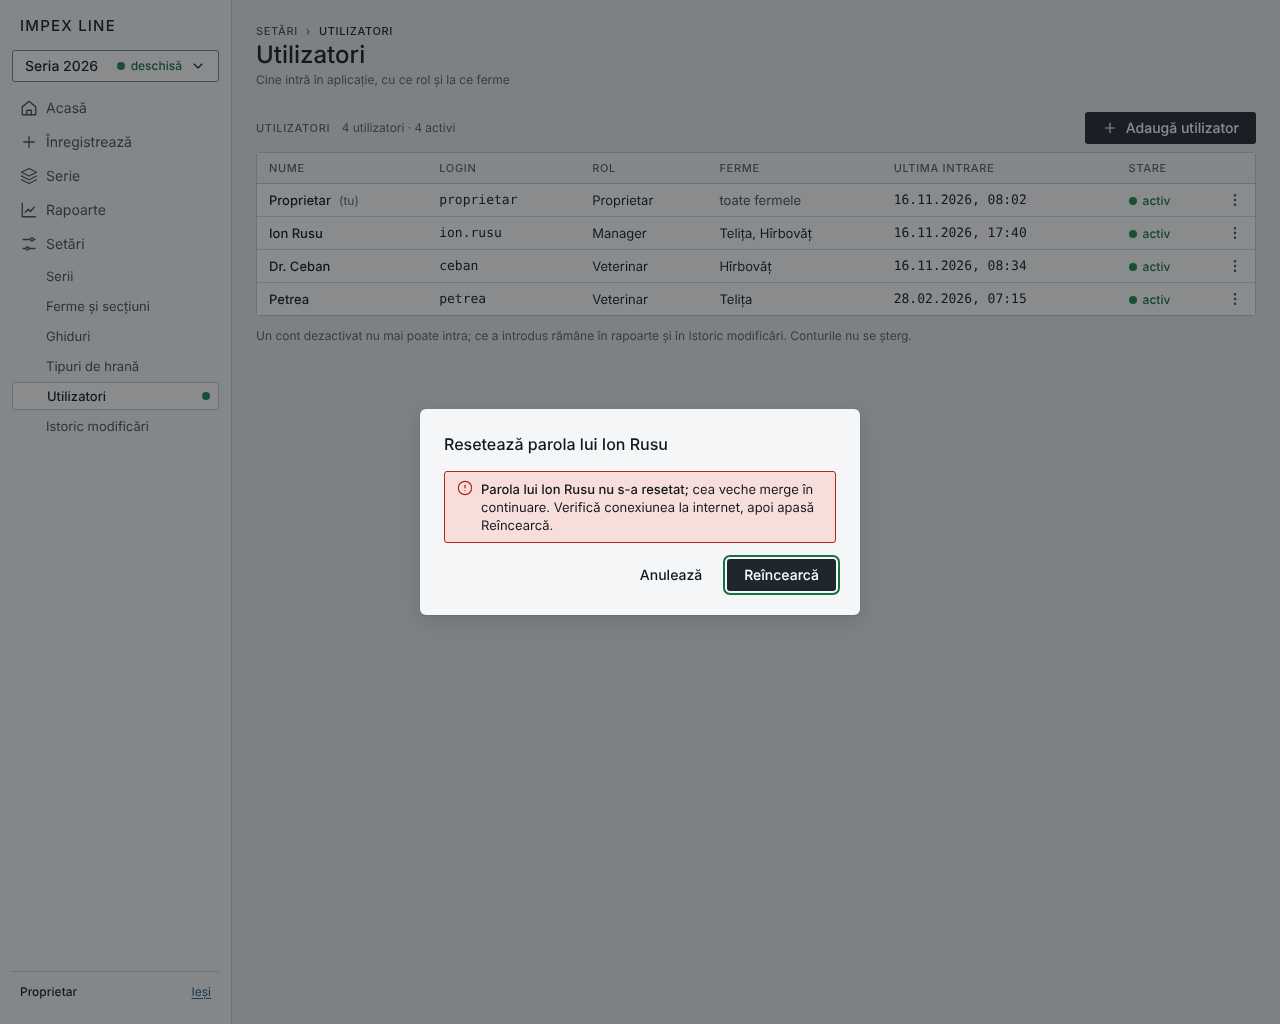 IMPEX LINE
Seria 2026 deschisă
Acasă
Înregistrează
Serie
Rapoarte
Setări
Serii
Ferme și secțiuni
Ghiduri
Tipuri de hrană
Utilizatori
Istoric modificări
Proprietar Ieși
SETĂRI › UTILIZATORI
Utilizatori
Cine intră în aplicație, cu ce rol și la ce ferme
UTILIZATORI 4 utilizatori · 4 activi
Adaugă utilizator
NUME LOGIN ROL FERME ULTIMA INTRARE STARE
Proprietar (tu) proprietar Proprietar toate fermele 16.11.2026, 08:02 activ
Ion Rusu ion.rusu Manager Telița, Hîrbovăț 16.11.2026, 17:40 activ
Dr. Ceban ceban Veterinar Hîrbovăț 16.11.2026, 08:34 activ
Petrea petrea Veterinar Telița 28.02.2026, 07:15 activ
Un cont dezactivat nu mai poate intra; ce a introdus rămâne în rapoarte și în Istoric modificări. Conturile nu se șterg.
Resetează parola lui Ion Rusu
Parola lui Ion Rusu nu s-a resetat; cea veche merge în
continuare. Verifică conexiunea la internet, apoi apasă
Reîncearcă.
Anulează Reîncearcă